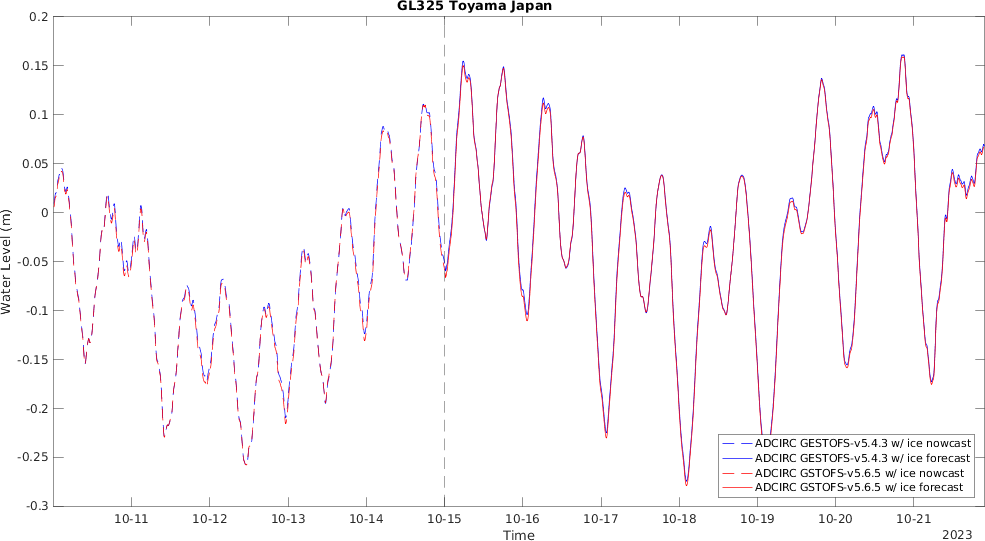 GL325 Toyama Japan
0.2
0.15
0.1
0.05
0
-0.05
-0.1
-0.15
-0.2
-0.25
-0.3
Water Level (m)
ADCIRC GESTOFS-v5.4.3 w/ ice nowcast
ADCIRC GESTOFS-v5.4.3 w/ ice forecast
ADCIRC GSTOFS-v5.6.5 w/ ice nowcast
ADCIRC GSTOFS-v5.6.5 w/ ice forecast
10-11 10-12 10-13 10-14 10-15 10-16 10-17 10-18 10-19 10-20 10-21
Time
2023